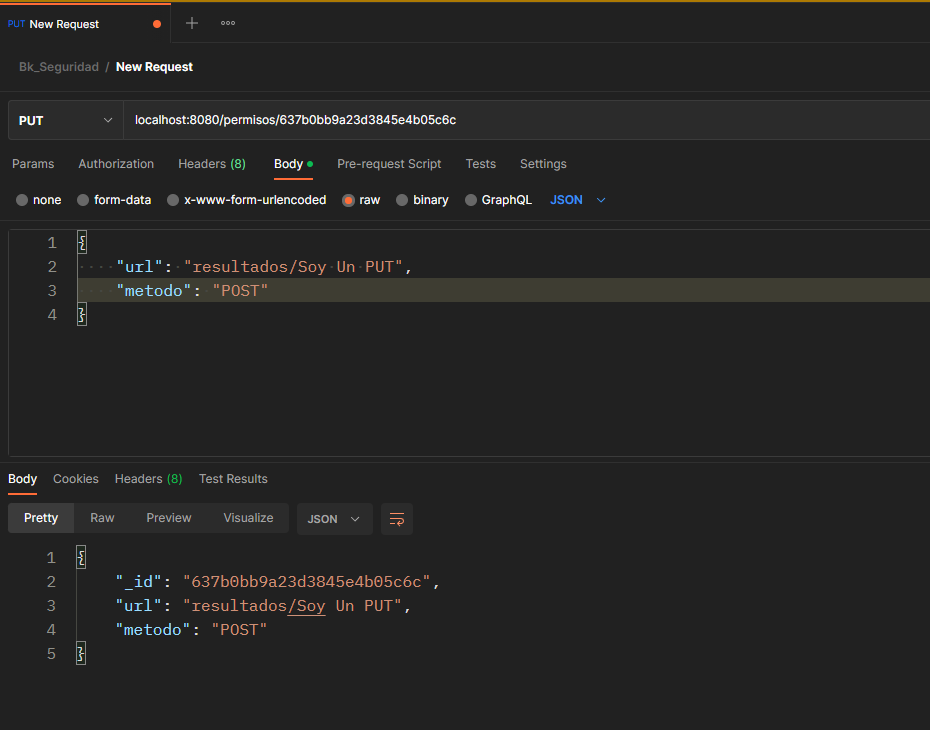 PUT New Request
Bk_Seguridad / New Request
PUT localhost:8080/permisos/637b0bb9a23d3845e4b05c6c
Params Authorization Headers (8) Body Pre-request Script Tests Settings
none form-data x-www-form-urlencoded raw binary GraphQL JSON
1 {
2 "url": "resultados/Soy Un PUT",
3 "metodo": "POST"
4 }
Body Cookies Headers (8) Test Results
Pretty Raw Preview Visualize JSON
1 {
2 "_id": "637b0bb9a23d3845e4b05c6c",
3 "url": "resultados/Soy Un PUT",
4 "metodo": "POST"
5 }